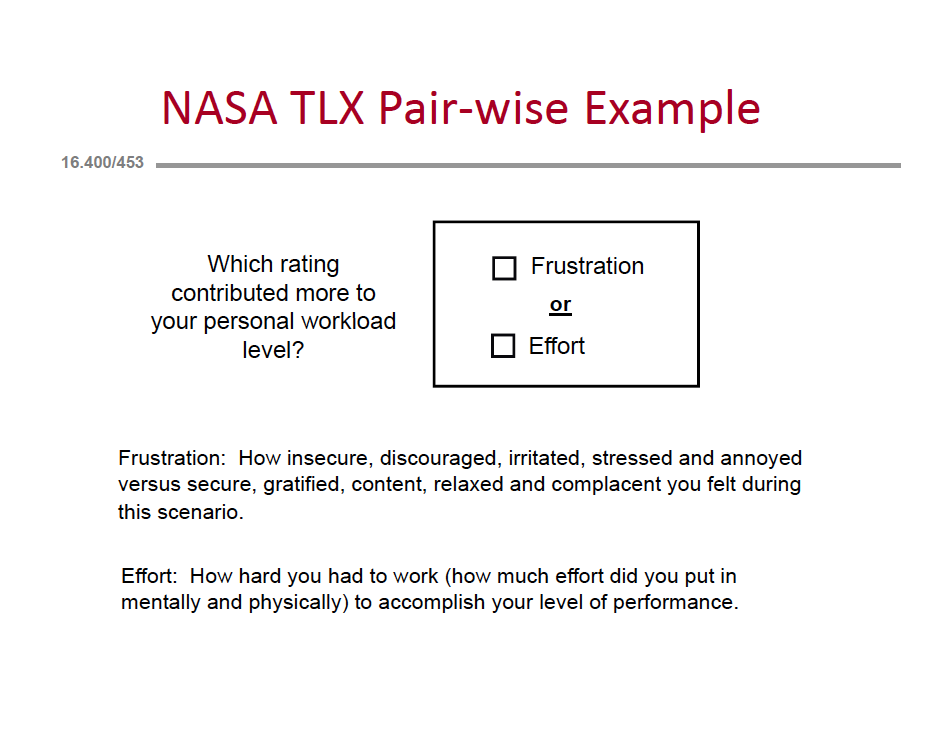 NASA TLX Pair-wise Example
16.400/453
Which rating
contributed more to
your personal workload
level?
Frustration
or
Effort
Frustration:  How insecure, discouraged, irritated, stressed and annoyed
versus secure, gratified, content, relaxed and complacent you felt during
this scenario.
Effort:  How hard you had to work (how much effort did you put in
mentally and physically) to accomplish your level of performance.